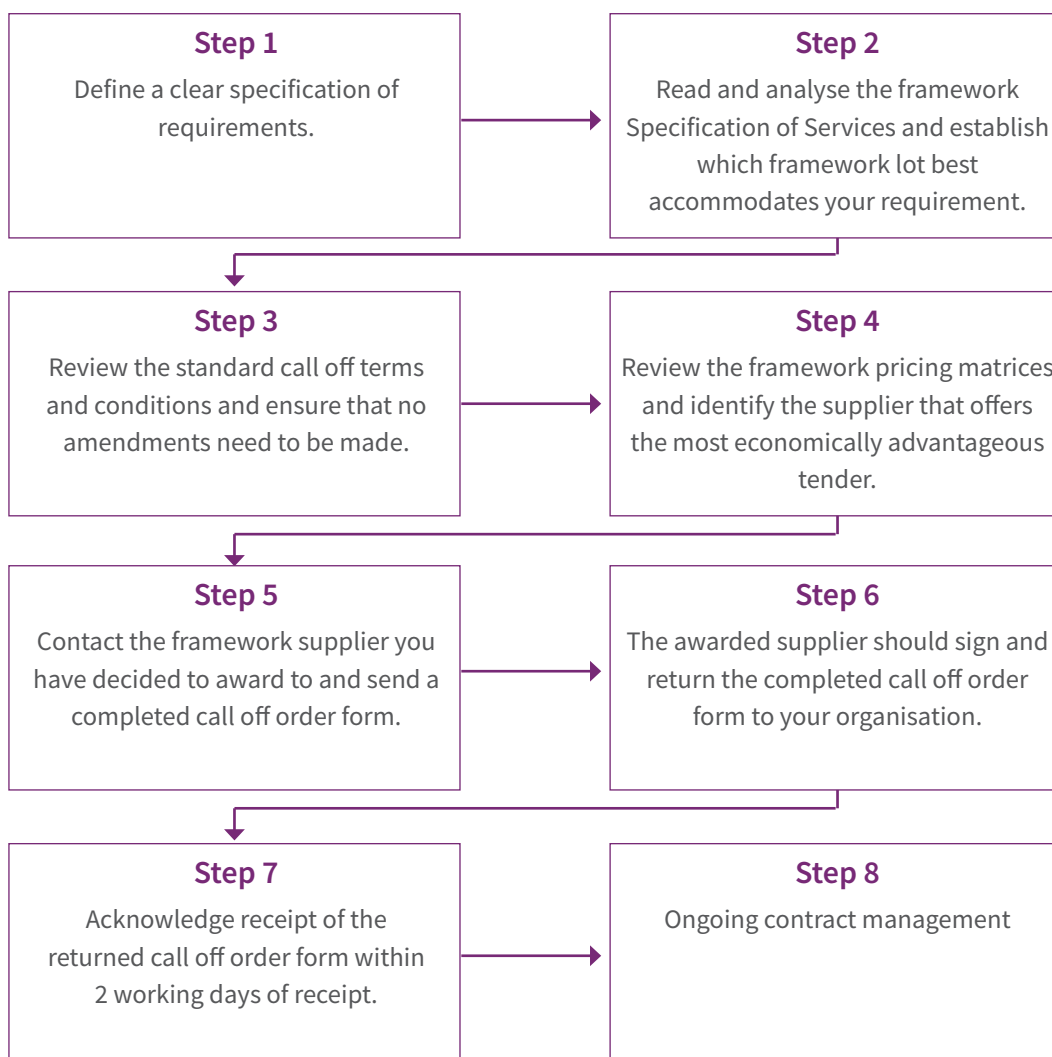 Step 1
Define a clear specification of
requirements.
Step 2
Read and analyse the framework
Specification of Services and establish
which framework lot best
accommodates your requirement.
Step 3
Review the standard call off terms
and conditions and ensure that no
amendments need to be made.
Step 4
Review the framework pricing matrices
and identify the supplier that offers
the most economically advantageous
tender.
Step 5
Contact the framework supplier you
have decided to award to and send a
completed call off order form.
Step 6
The awarded supplier should sign and
return the completed call off order
form to your organisation.
Step 7
Acknowledge receipt of the
returned call off order form within
2 working days of receipt.
Step 8
Ongoing contract management